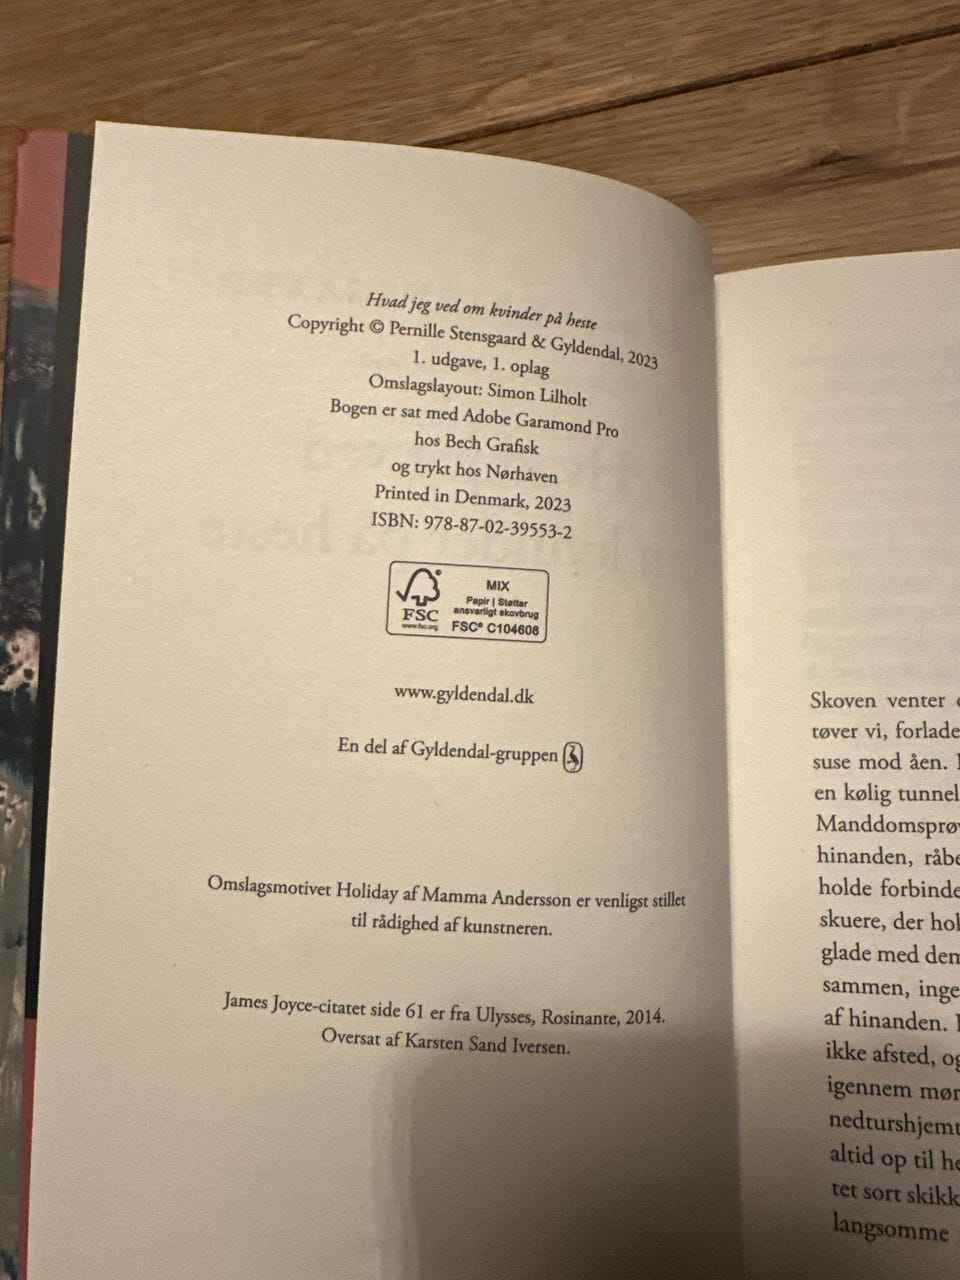 Hvad jeg ved om kvinder på heste
Copyright © Pernille Stensgaard & Gyldendal, 2023
1. udgave, 1. oplag
Omslagslayout: Simon Lilholt
Bogen er sat med Adobe Garamond Pro
hos Bech Grafisk
og trykt hos Nørhaven
Printed in Denmark, 2023
ISBN: 978-87-02-39553-2
FSC
www.fsc.org
MIX
Papir | Støtter
ansvarligt skovbrug
FSC® C104608
www.gyldendal.dk
En del af Gyldendal-gruppen
Omslagsmotivet Holiday af Mamma Andersson er venligst stillet
til rådighed af kunstneren.
James Joyce-citatet side 61 er fra Ulysses, Rosinante, 2014.
Oversat af Karsten Sand Iversen.
Skoven venter
tøver vi, forlade
suse mod åen.
en kølig tunnel
Manddomsprøv
hinanden, råbe
holde forbinde
skuere, der hol
glade med dem
sammen, inge
af hinanden.
ikke afsted, og
igennem mør
nedturshjemt
altid op til he
tet sort skikk
langsomme